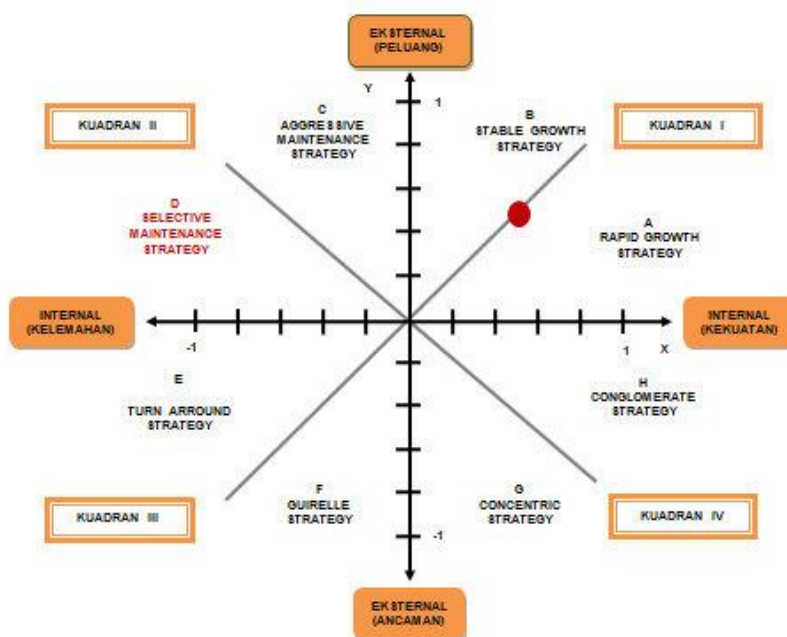 EKSTERNAL
(PELUANG)
Y
1
KUADRAN II
C
AGGRESSIVE
MAINTENANCE
STRATEGY
B
STABLE GROWTH
STRATEGY
KUADRAN I
D
SELECTIVE
MAINTENANCE
STRATEGY
A
RAPID GROWTH
STRATEGY
INTERNAL
(KELEMAHAN)
-1
1
X
INTERNAL
(KEKUATAN)
E
TURN ARROUND
STRATEGY
H
CONGLOMERATE
STRATEGY
KUADRAN III
F
GUIRELLE
STRATEGY
G
CONCENTRIC
STRATEGY
KUADRAN IV
-1
EKSTERNAL
(ANCAMAN)